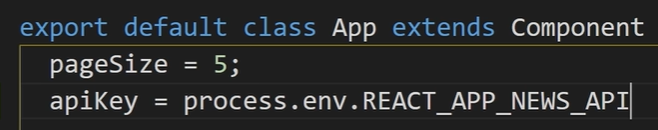 export default class App extends Component
pageSize = 5;
apiKey = process.env.REACT_APP_NEWS_API